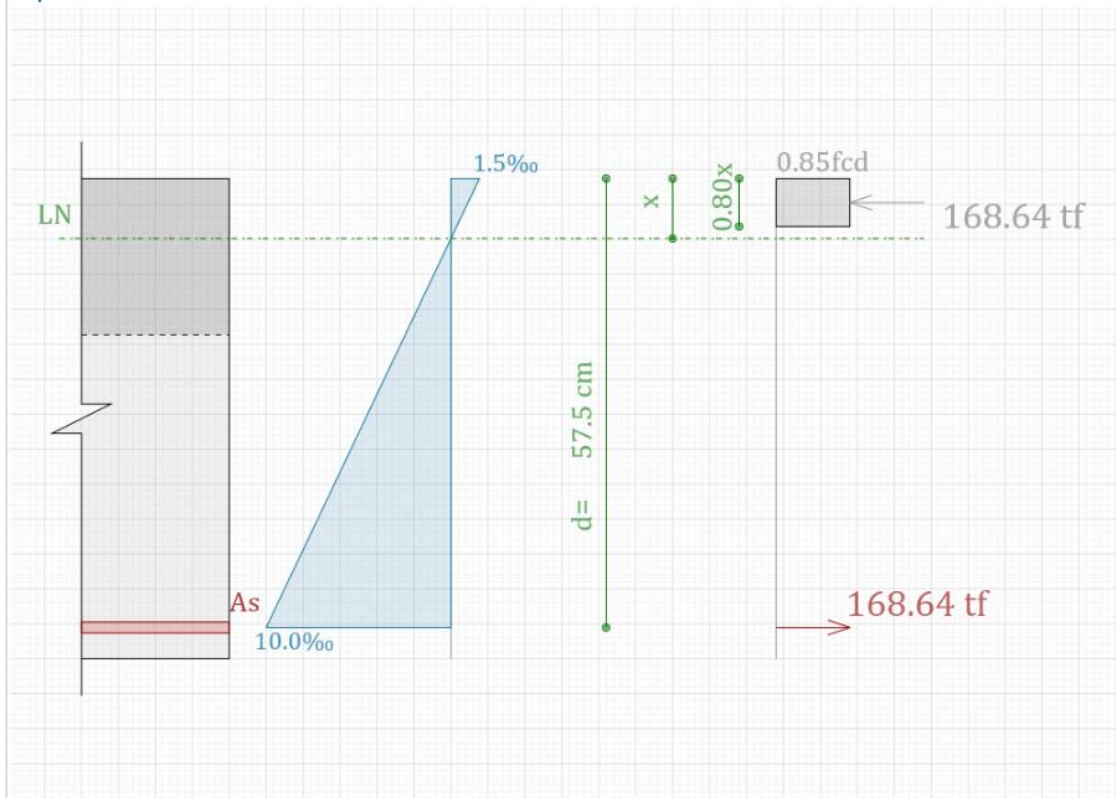 1.5‰
0.85fcd
LN
x
0.80x
168.64 tf
d= 57.5 cm
As
168.64 tf
10.0‰